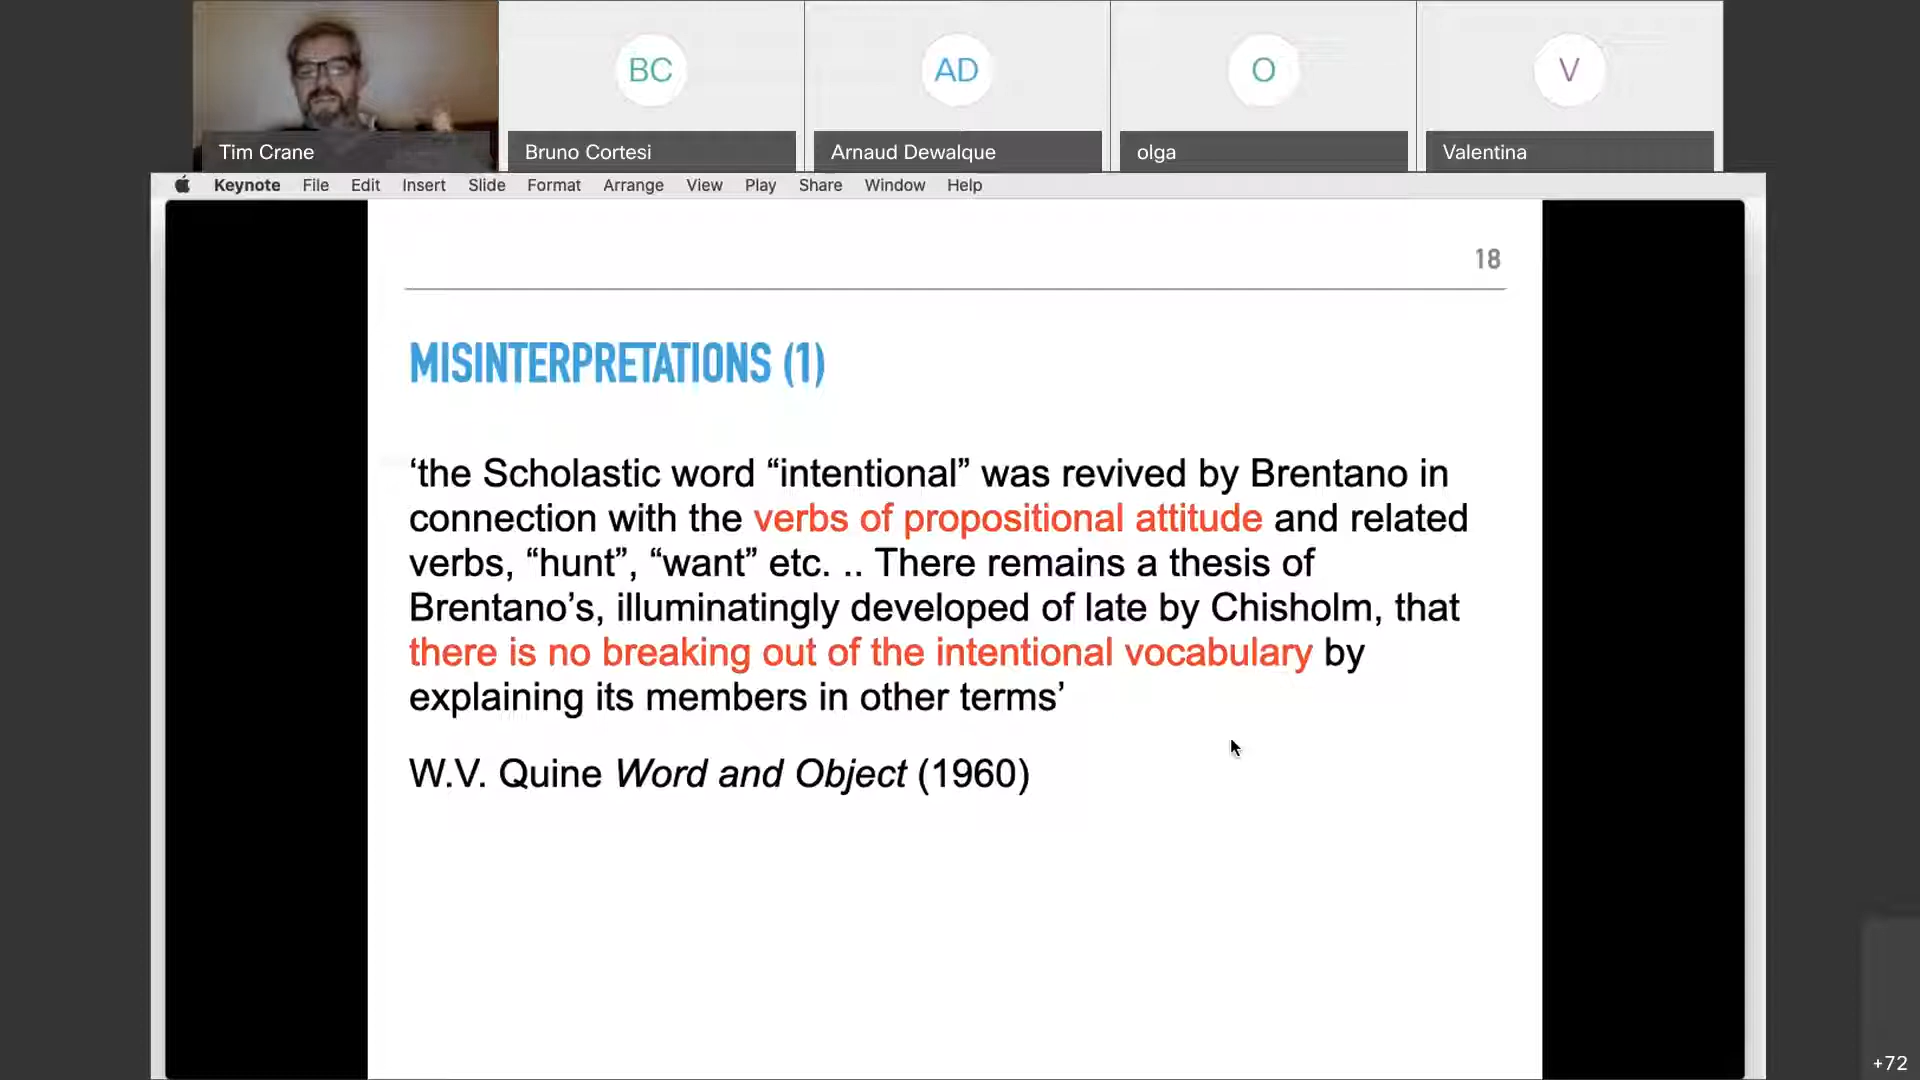 BC
AD
O
V
Tim Crane
Bruno Cortesi
Arnaud Dewalque
olga
Valentina
Keynote File Edit Insert Slide Format Arrange View Play Share Window Help
18
MISINTERPRETATIONS (1)
‘the Scholastic word “intentional” was revived by Brentano in
connection with the verbs of propositional attitude and related
verbs, “hunt”, “want” etc. .. There remains a thesis of
Brentano’s, illuminatingly developed of late by Chisholm, that
there is no breaking out of the intentional vocabulary by
explaining its members in other terms’
W.V. Quine Word and Object (1960)
+72